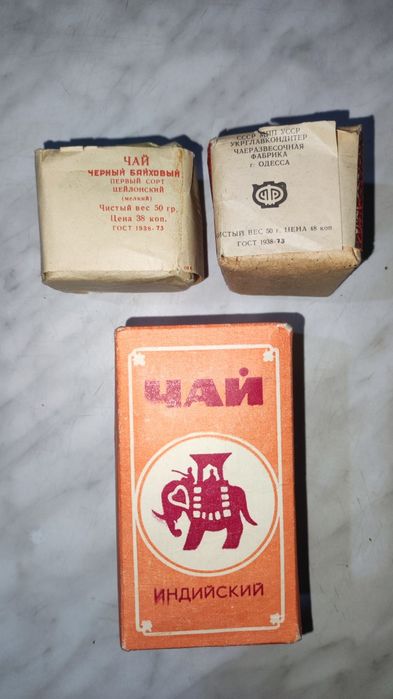 ЧАЙ
ЧЕРНЫЙ БАЙХОВЫЙ
ПЕРВЫЙ СОРТ
ЦЕЙЛОНСКИЙ
(мелкий)
Чистый вес 50 гр.
Цена 38 коп.
ГОСТ 1938-73
СССР МПП УССР
УКРГЛАВКОНДИТЕР
ЧАЕРАЗВЕСОЧНАЯ
ФАБРИКА
г. ОДЕССА
ЧИСТЫЙ ВЕС 50 г. ЦЕНА 48 коп
ГОСТ 1938-73
ЧАЙ
ИНДИЙСКИЙ